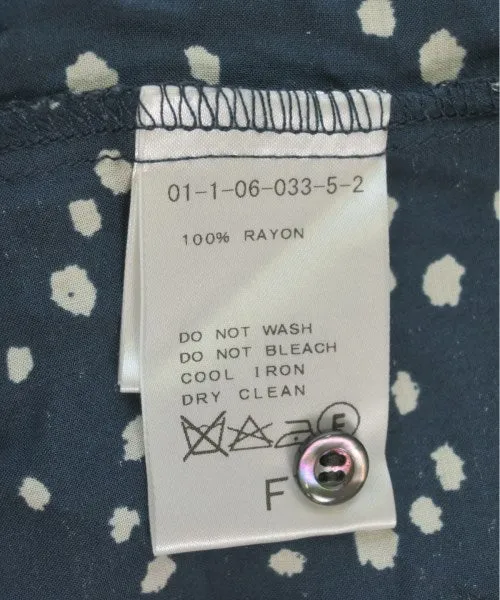 01-1-06-033-5-2
100% RAYON
DO NOT WASH
DO NOT BLEACH
COOL IRON
DRY CLEAN
F
F